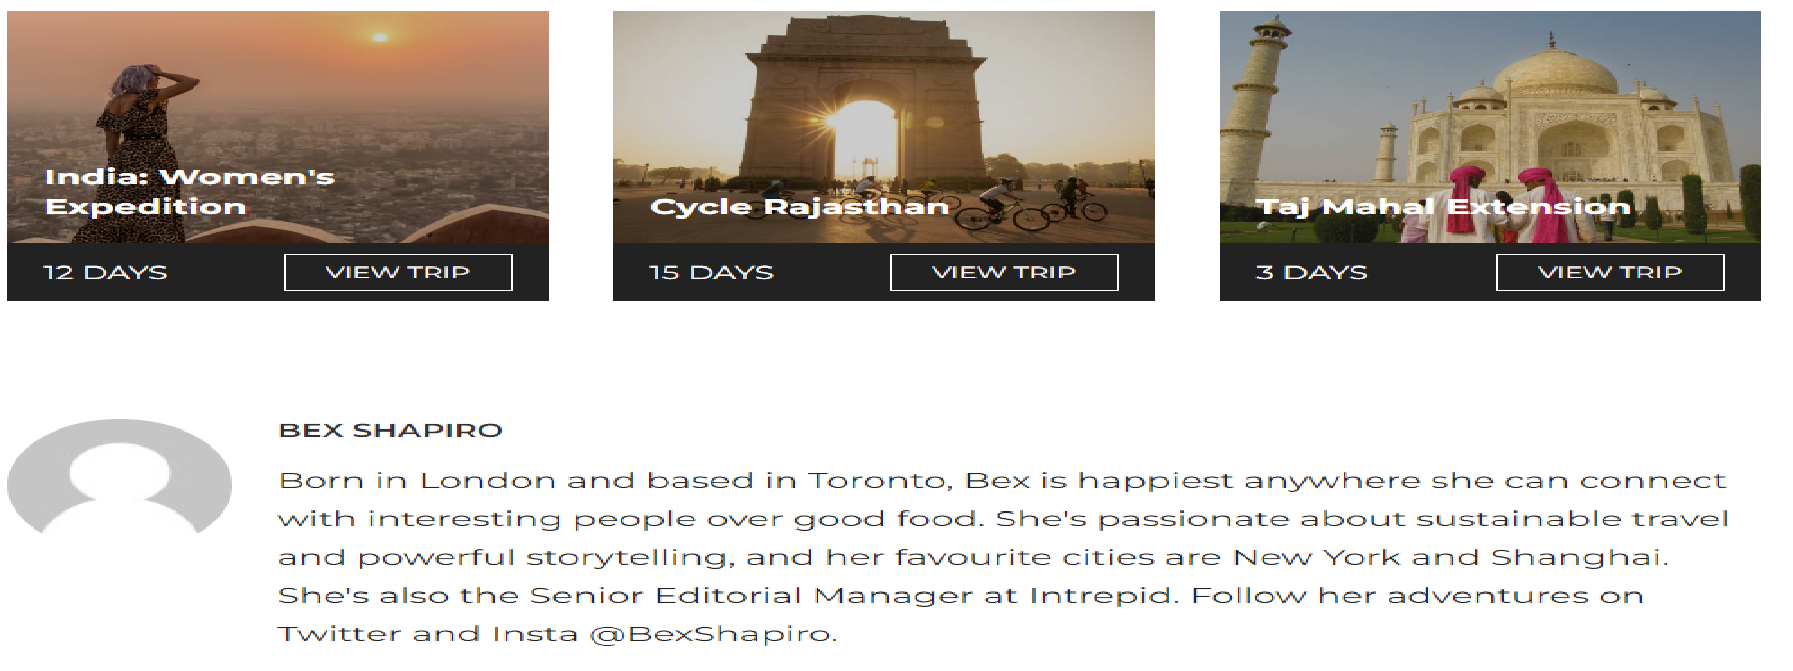 India: Women's
Expedition
12 DAYS
VIEW TRIP
Cycle Rajasthan
15 DAYS
VIEW TRIP
Taj Mahal Extension
3 DAYS
VIEW TRIP
BEX SHAPIRO
Born in London and based in Toronto, Bex is happiest anywhere she can connect
with interesting people over good food. She's passionate about sustainable travel
and powerful storytelling, and her favourite cities are New York and Shanghai.
She's also the Senior Editorial Manager at Intrepid. Follow her adventures on
Twitter and Insta @BexShapiro.